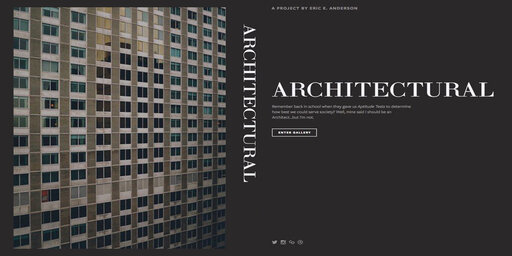 A PROJECT BY ERIC E. ANDERSON
ARCHITECTURAL
ARCHITECTURAL
Remember back in school when they gave us Aptitude Tests to determine
how best we could serve society? Well, mine said I should be an
Architect...but I'm not.
ENTER GALLERY